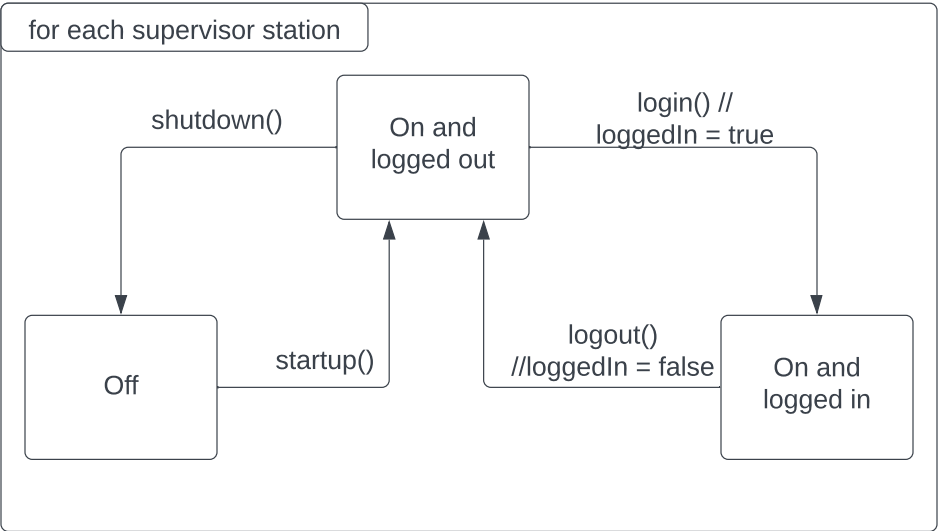 for each supervisor station
shutdown()
On and
logged out
login() //
loggedIn = true
Off
startup()
logout()
//loggedIn = false
On and
logged in